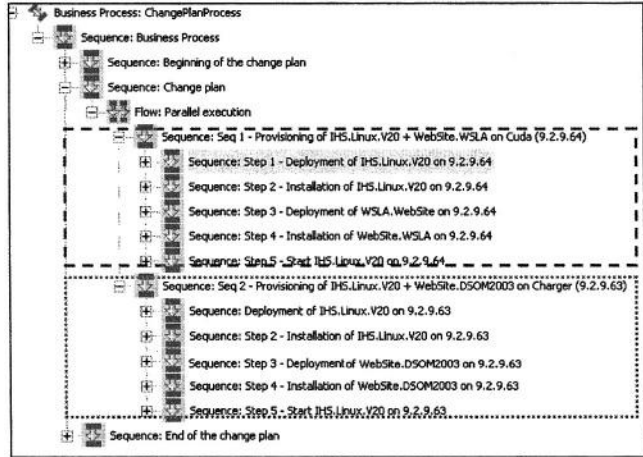 Business Process: ChangePlanProcess
Sequence: Business Process
Sequence: Beginning of the change plan
Sequence: Change plan
Flow: Parallel execution
Sequence: Seq 1 - Provisioning of IHS.Linux.V20 + WebSite.WSLA on Cuda (9.2.9.64)
Sequence: Step 1 - Deployment of IHS.Linux.V20 on 9.2.9.64
Sequence: Step 2 - Installation of IHS.Linux.V20 on 9.2.9.64
Sequence: Step 3 - Deployment of WSLA.WebSite on 9.2.9.64
Sequence: Step 4 - Installation of WebSite.WSLA on 9.2.9.64
Sequence: Step 5 - Start IHS.Linux.V20 on 9.2.9.64
Sequence: Seq 2 - Provisioning of IHS.Linux.V20 + WebSite.DSOM2003 on Charger (9.2.9.63)
Sequence: Deployment of IHS.Linux.V20 on 9.2.9.63
Sequence: Step 2 - Installation of IHS.Linux.V20 on 9.2.9.63
Sequence: Step 3 - Deployment of WebSite.DSOM2003 on 9.2.9.63
Sequence: Step 4 - Installation of WebSite.DSOM2003 on 9.2.9.63
Sequence: Step 5 - Start IHS.Linux.V20 on 9.2.9.63
Sequence: End of the change plan